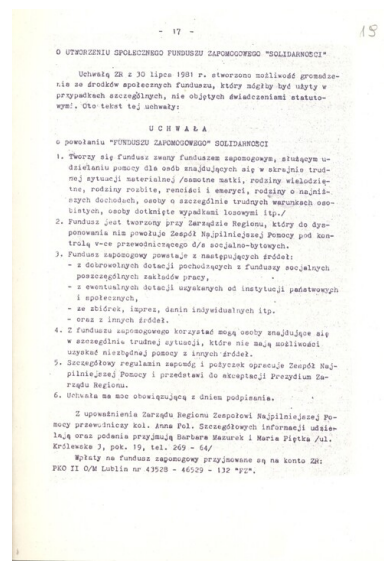 - 17 -
19
O UTWORZENIU SPOŁECZNEGO FUNDUSZU ZAPOMOGOWEGO "SOLIDARNOŚCI"
Uchwałą ZR z 30 lipca 1981 r. stworzono możliwość gromadze-
nia ze środków społecznych funduszu, który mógłby być użyty w
przypadkach szczególnych, nie objętych świadczeniami statuto-
wymi. Oto tekst tej uchwały:
U C H W A Ł A
o powołaniu "FUNDUSZU ZAPOMOGOWEGO" SOLIDARNOŚCI
1. Tworzy się fundusz zwany funduszem zapomogowym, służącym u-
dzielaniu pomocy dla osób znajdujących się w skrajnie trud-
nej sytuacji materialnej /samotne matki, rodziny wielodzie-
tne, rodziny rozbite, renciści i emeryci, rodziny o najniż-
szych dochodach, osoby o szczególnie trudnych warunkach oso-
bistych, osoby dotknięte wypadkami losowymi itp./
2. Fundusz jest tworzony przy Zarządzie Regionu, który do dys-
ponowania nim powołuje Zespół Najpilniejszej Pomocy pod kon-
trolą v-ce przewodniczącego d/s socjalno-bytowych.
3. Fundusz zapomogowy powstaje z następujących źródeł:
- z dobrowolnych dotacji pochodzących z funduszy socjalnych
poszczególnych zakładów pracy,
- z ewentualnych dotacji uzyskanych od instytucji państwowych
i społecznych,
- ze zbiórek, imprez, danin indywidualnych itp.
- oraz z innych źródeł.
4. Z funduszu zapomogowego korzystać mogą osoby znajdujące się
w szczególnie trudnej sytuacji, które nie mają możliwości
uzyskać niezbędnej pomocy z innych źródeł.
5. Szczegółowy regulamin zapomóg i pożyczek opracuje Zespół Naj-
pilniejszej Pomocy i przedstawi do akceptacji Prezydium Za-
rządu Regionu.
6. Uchwała ma moc obowiązującą z dniem podpisania.
Z upoważnienia Zarządu Regionu Zespołowi Najpilniejszej Po-
mocy przewodniczy kol. Anna Pol. Szczegółowych informacji udzie-
lają oraz podania przyjmują Barbara Mazurek i Maria Piętka /ul.
Królewska 3, pok. 19, tel. 269 - 64/
Wpłaty na fundusz zapomogowy przyjmowane są na konto ZR:
PKO II O/M Lublin nr 43528 - 46929 - 132 "FZ".